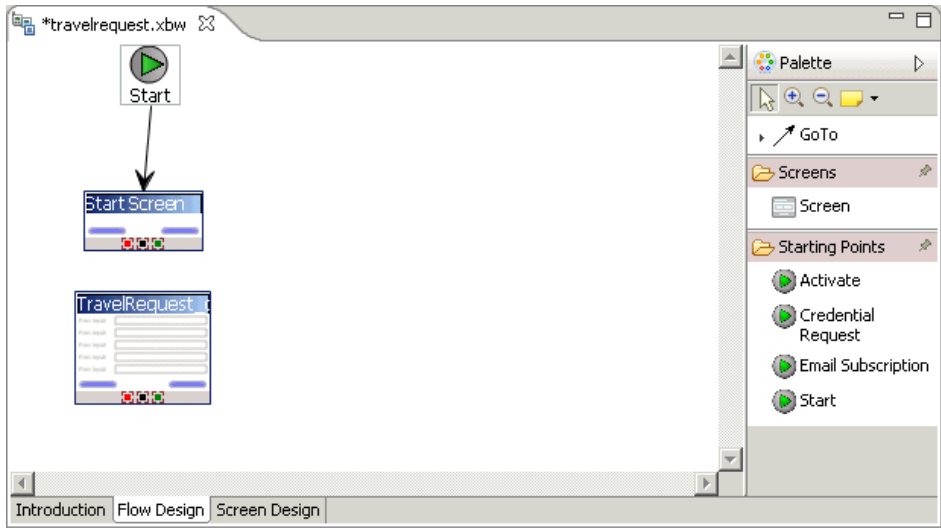 *travelrequest.xbw
Start
Start Screen
TravelRequest_
Palette
GoTo
Screens
Screen
Starting Points
Activate
Credential
Request
Email Subscription
Start
Introduction
Flow Design
Screen Design